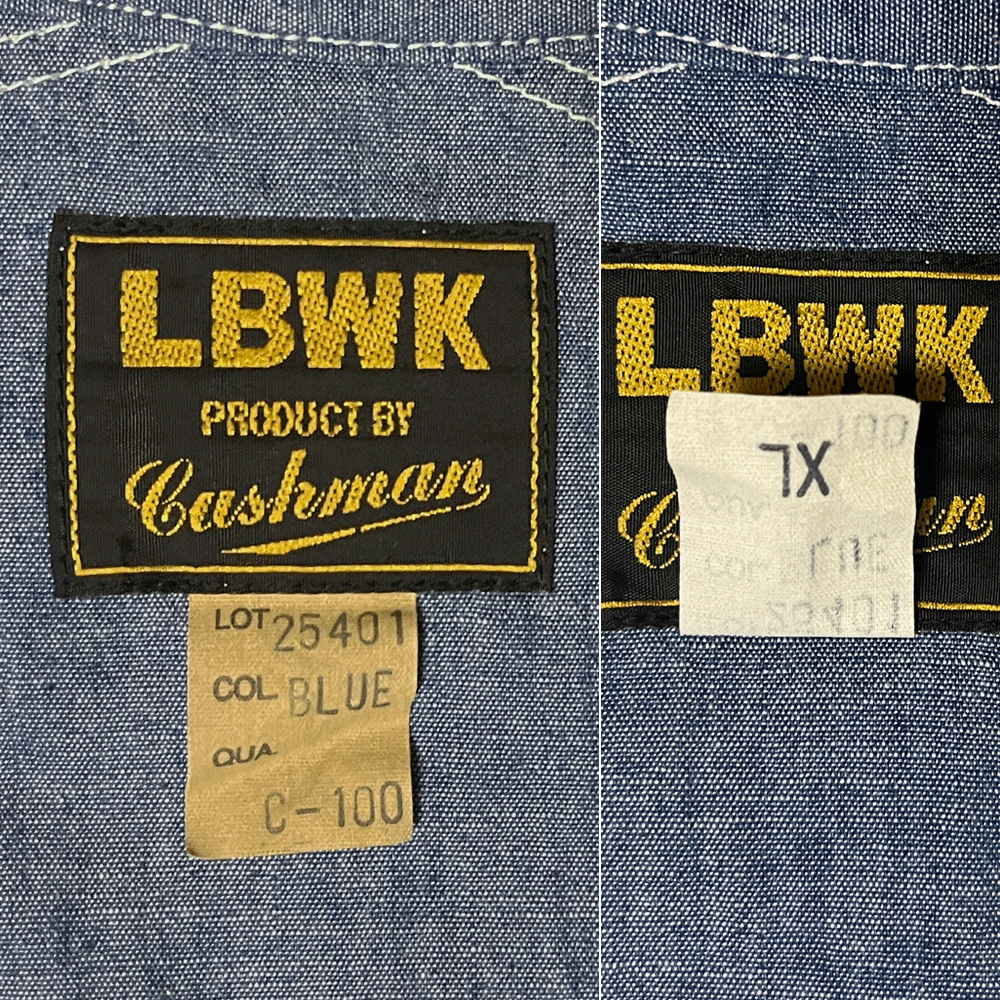 LBWK
PRODUCT BY
Cashman
LOT 25401
COL BLUE
QUA
C-100
LBWK
XL